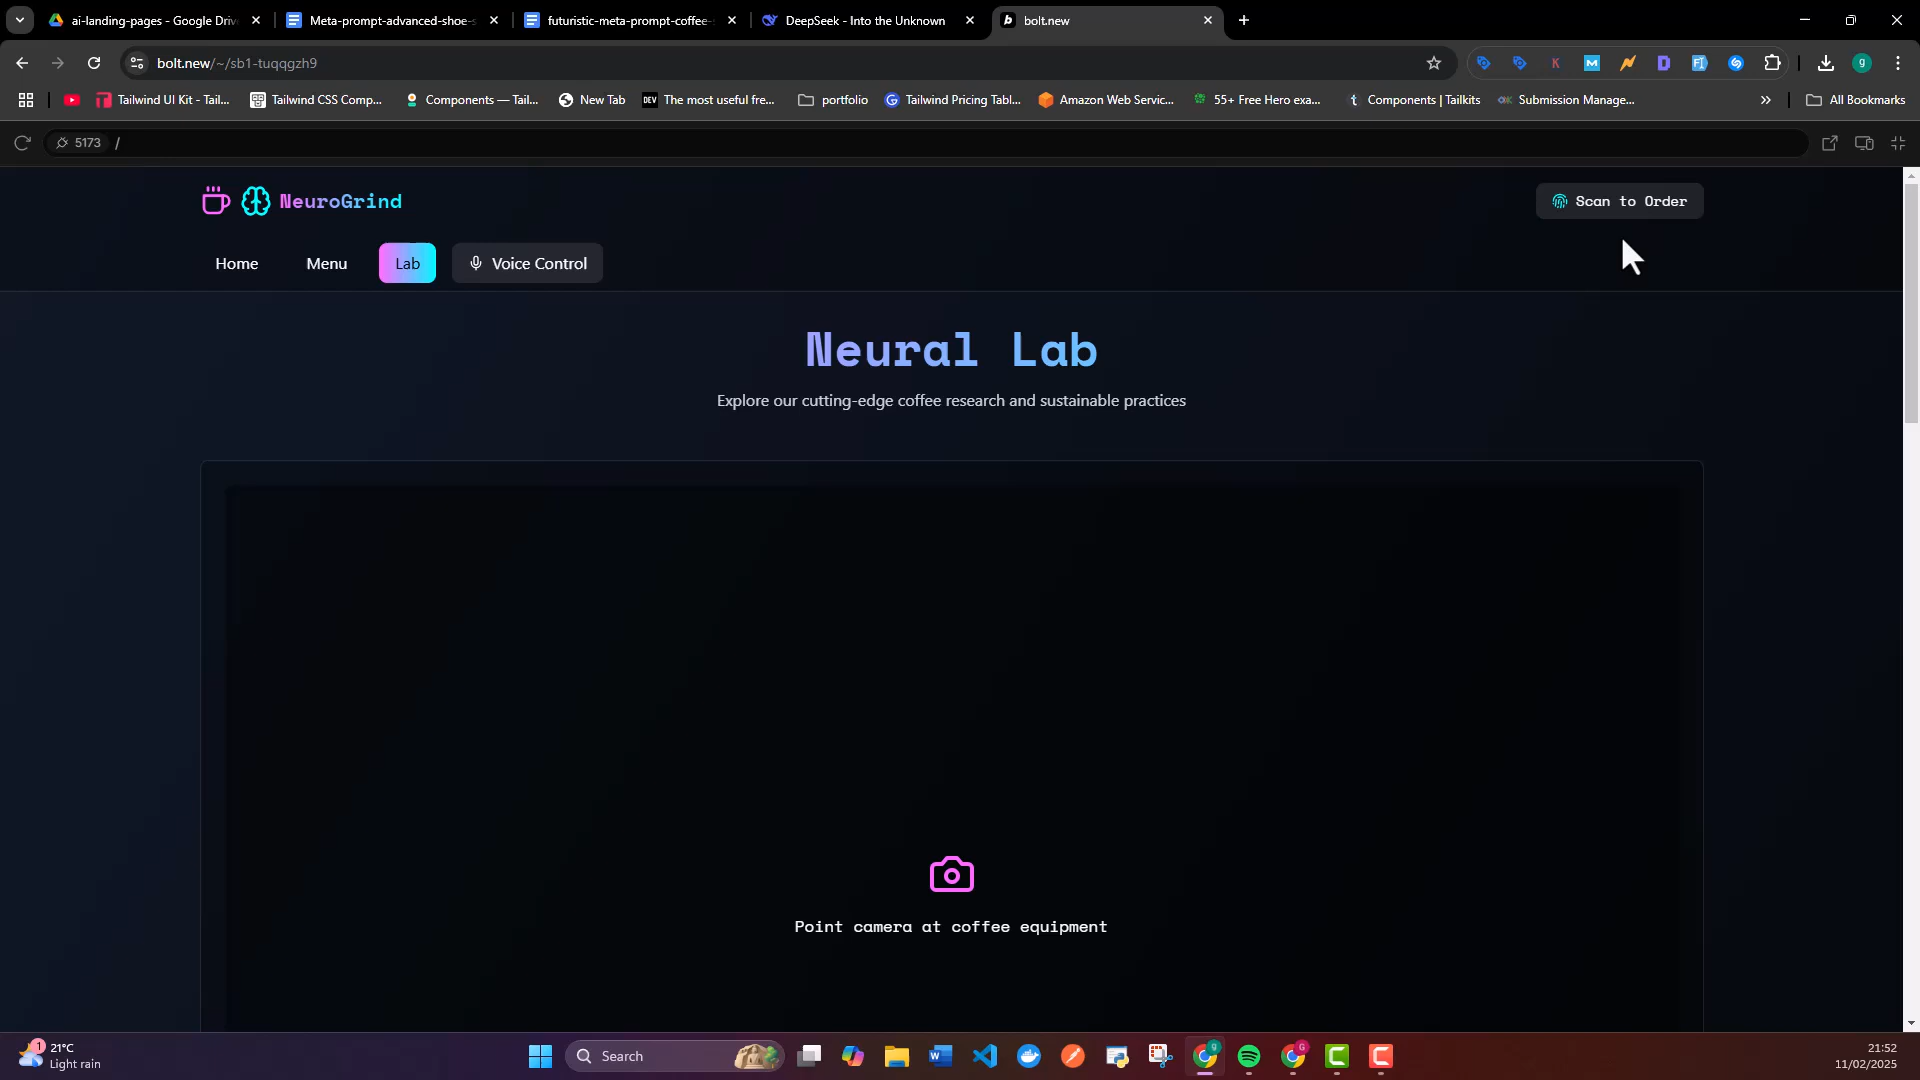 ai-landing-pages - Google Driv
Meta-prompt-advanced-shoe-s
futuristic-meta-prompt-coffee-
DeepSeek - Into the Unknown
bolt.new
bolt.new/~/sb1-tuqqgzh9
Tailwind UI Kit - Tail...
Tailwind CSS Comp...
Components — Tail...
New Tab
The most useful fre...
portfolio
Tailwind Pricing Tabl...
Amazon Web Servic...
55+ Free Hero exa...
Components | Tailkits
Submission Manage...
All Bookmarks
5173 /
NeuroGrind
Scan to Order
Home
Menu
Lab
Voice Control
Neural Lab
Explore our cutting-edge coffee research and sustainable practices
Point camera at coffee equipment
21°C
Light rain
Search
21:52
11/02/2025